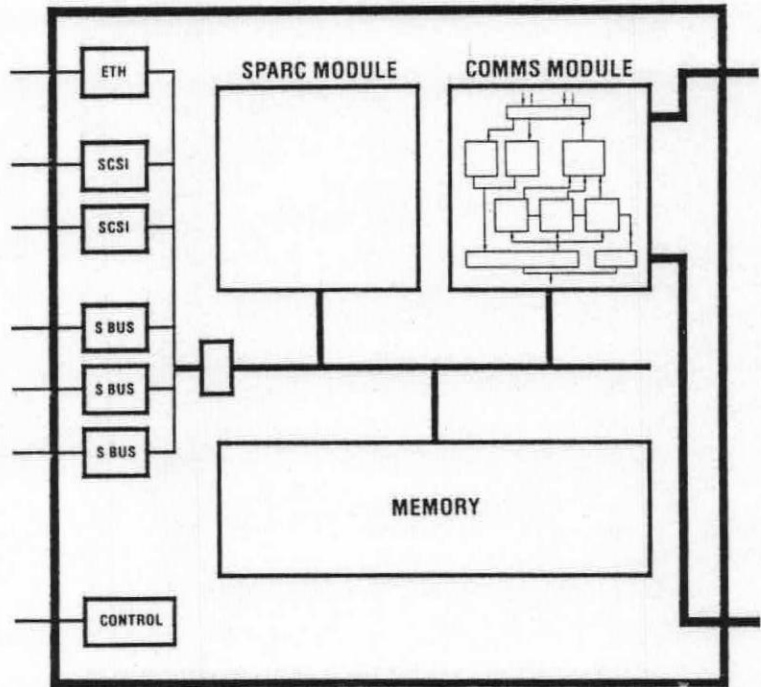 ETH
SPARC MODULE
COMMS MODULE
SCSI
SCSI
S BUS
S BUS
S BUS
MEMORY
CONTROL